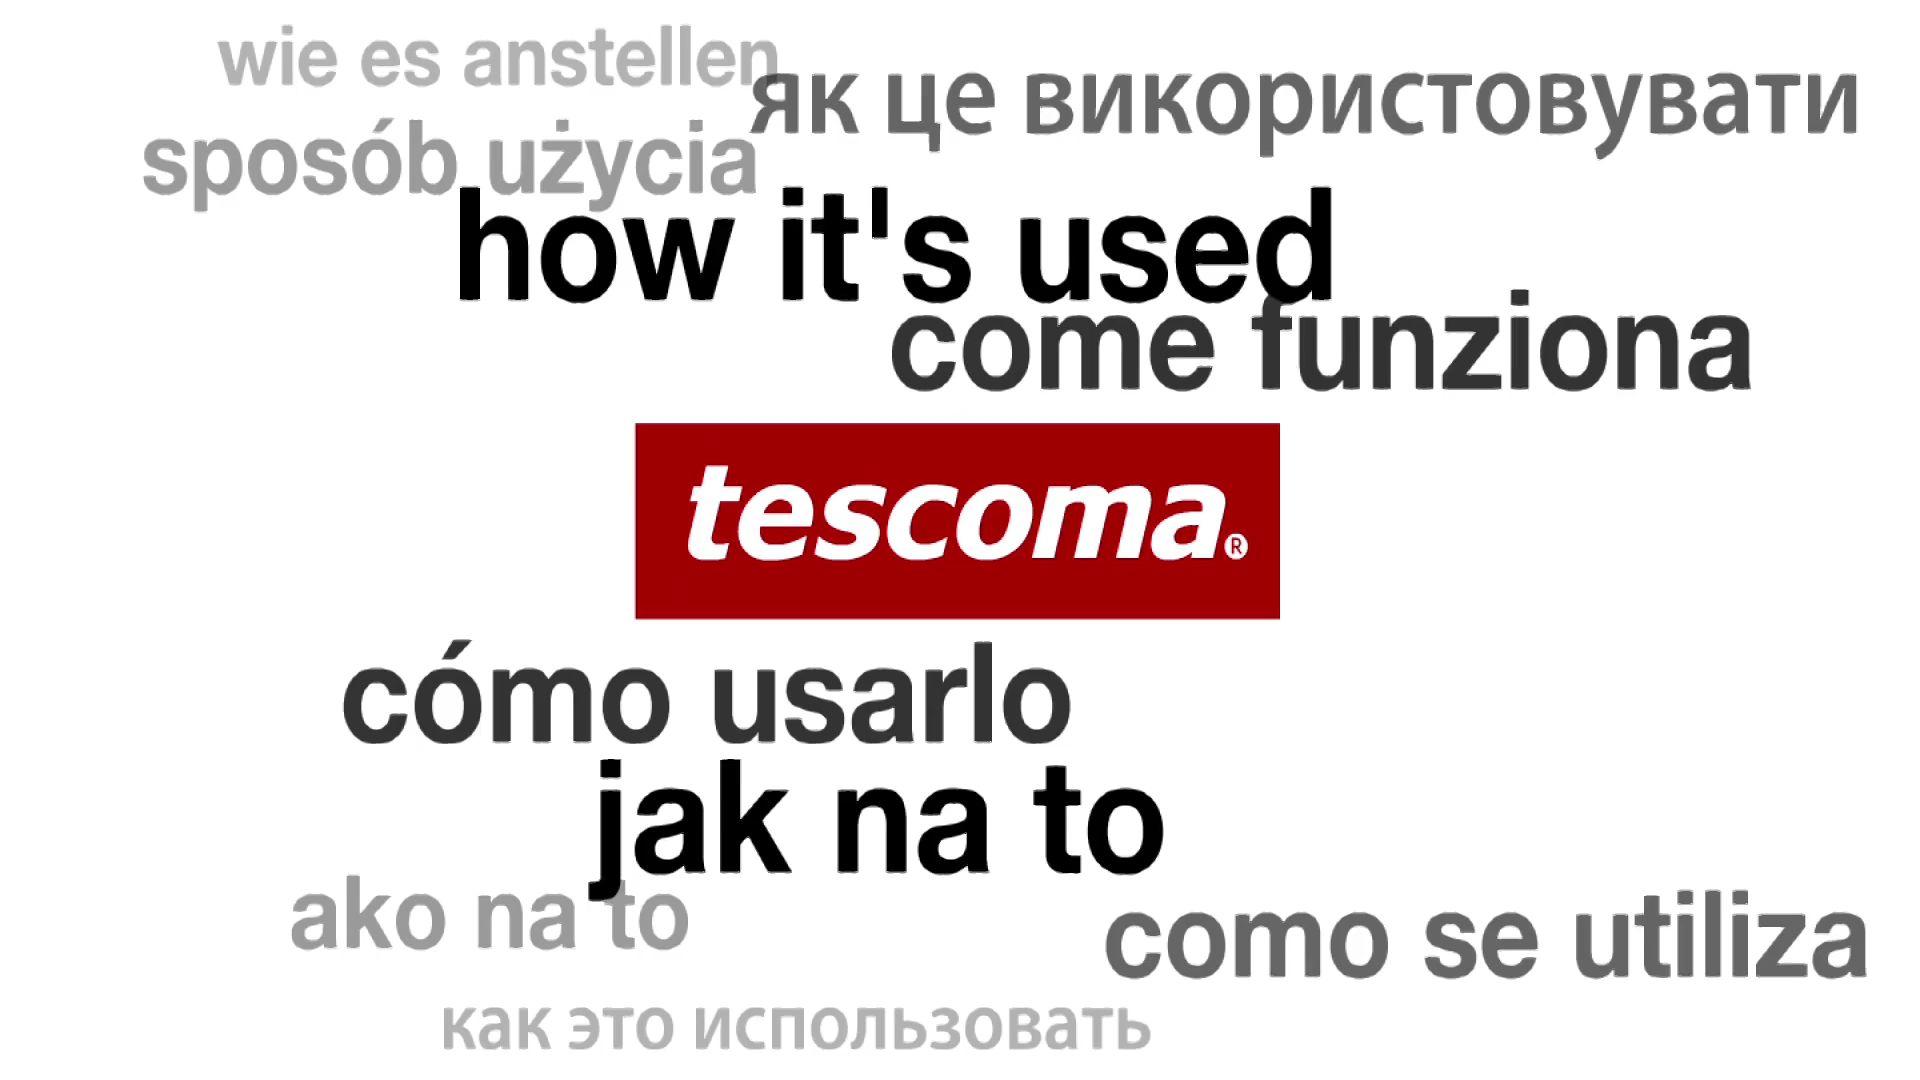 wie es anstellen
як це використовувати
sposób użycia
how it's used
come funziona
tescoma®
cómo usarlo
jak na to
ako na to
como se utiliza
как это использовать